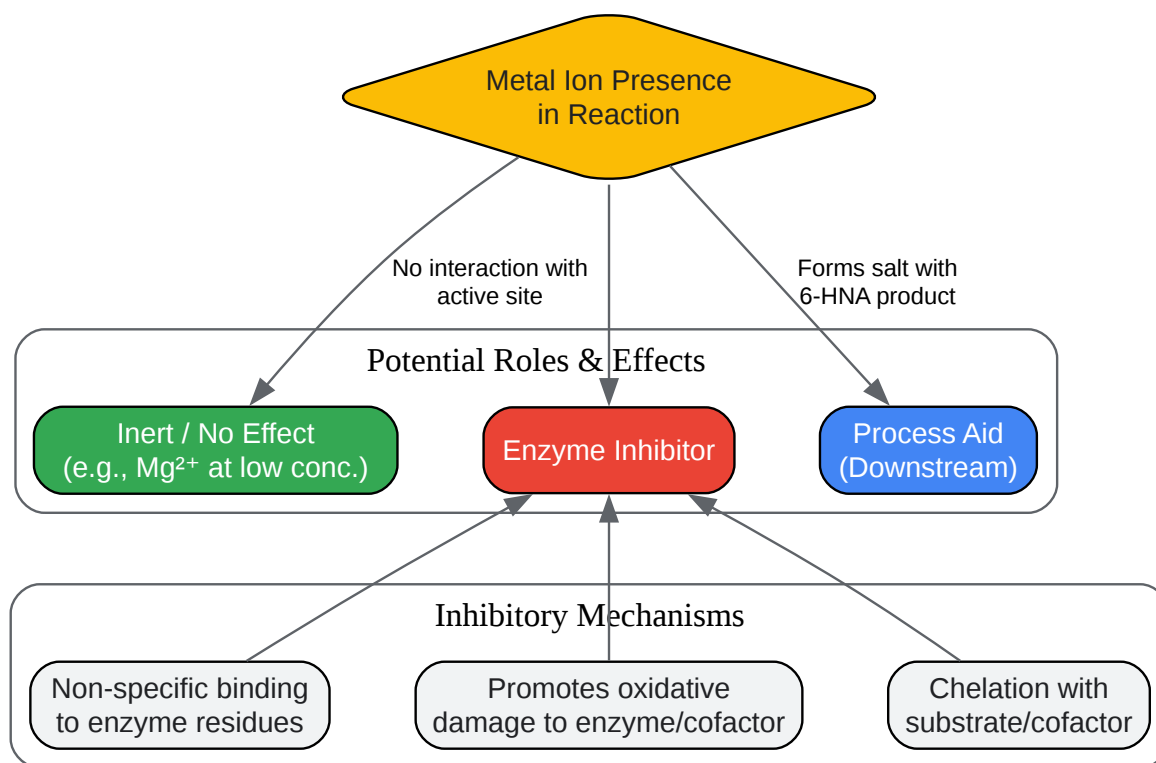 Metal Ion Presence
in Reaction
No interaction with
active site
Forms salt with
6-HNA product
Potential Roles & Effects
Inert / No Effect
(e.g., Mg²⁺ at low conc.)
Enzyme Inhibitor
Process Aid
(Downstream)
Inhibitory Mechanisms
Non-specific binding
to enzyme residues
Promotes oxidative
damage to enzyme/cofactor
Chelation with
substrate/cofactor